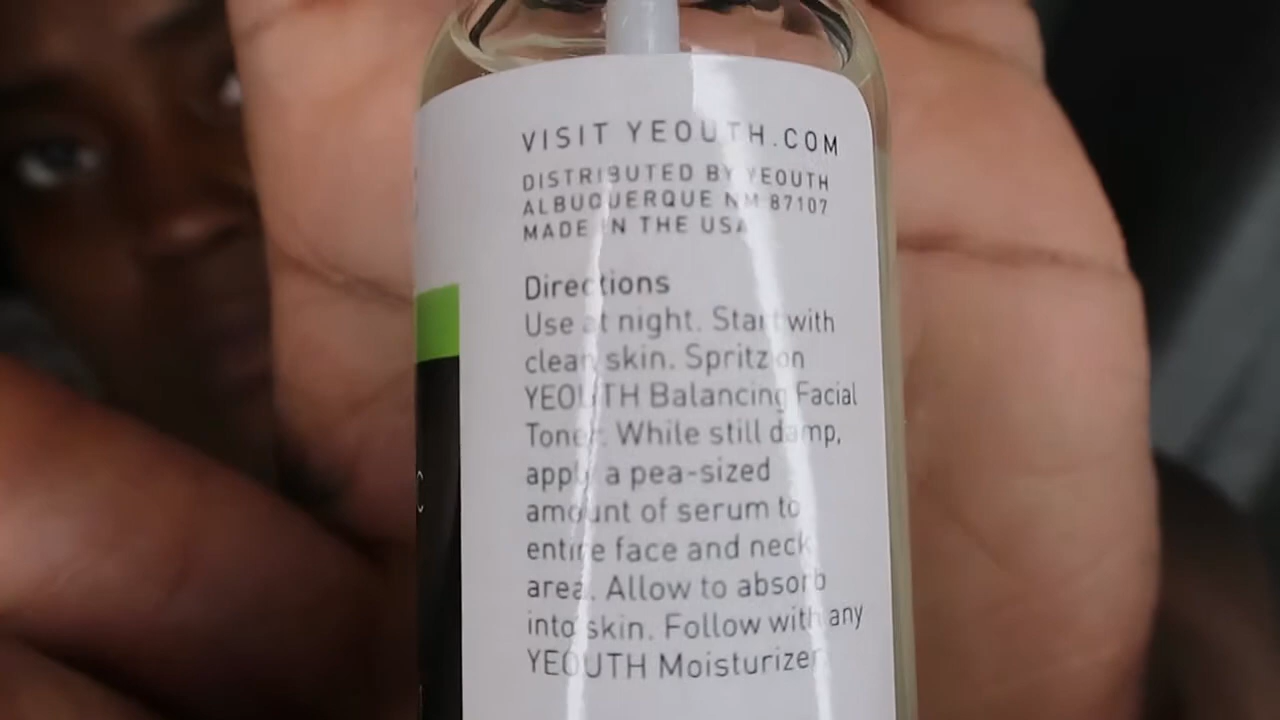 VISIT YEOUTH.COM
DISTRIBUTED BY YEOUTH
ALBUQUERQUE NM 87107
MADE IN THE USA
Directions
Use at night. Start with
clean skin. Spritz on
YEOUTH Balancing Facial
Toner. While still damp,
apply a pea-sized
amount of serum to
entire face and neck
area. Allow to absorb
into skin. Follow with any
YEOUTH Moisturizer
C